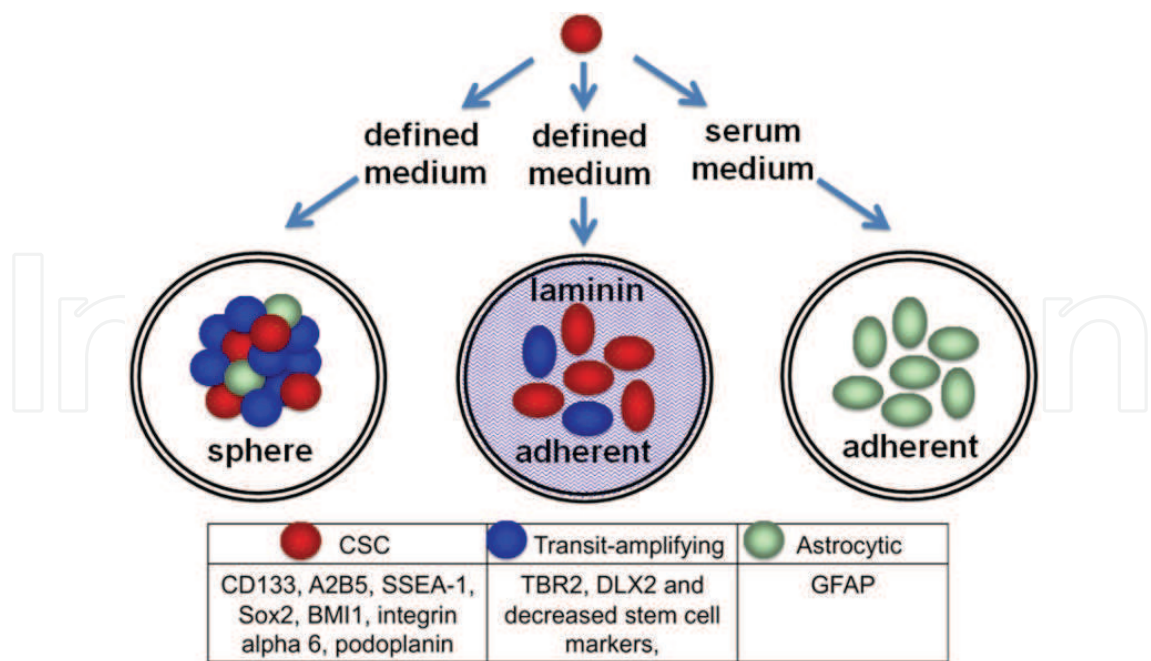 defined
medium
defined
medium
serum
medium
laminin
sphere
adherent
adherent
CSC
Transit-amplifying
Astrocytic
CD133, A2B5, SSEA-1,
Sox2, BMI1, integrin
alpha 6, podoplanin
TBR2, DLX2 and
decreased stem cell
markers,
GFAP